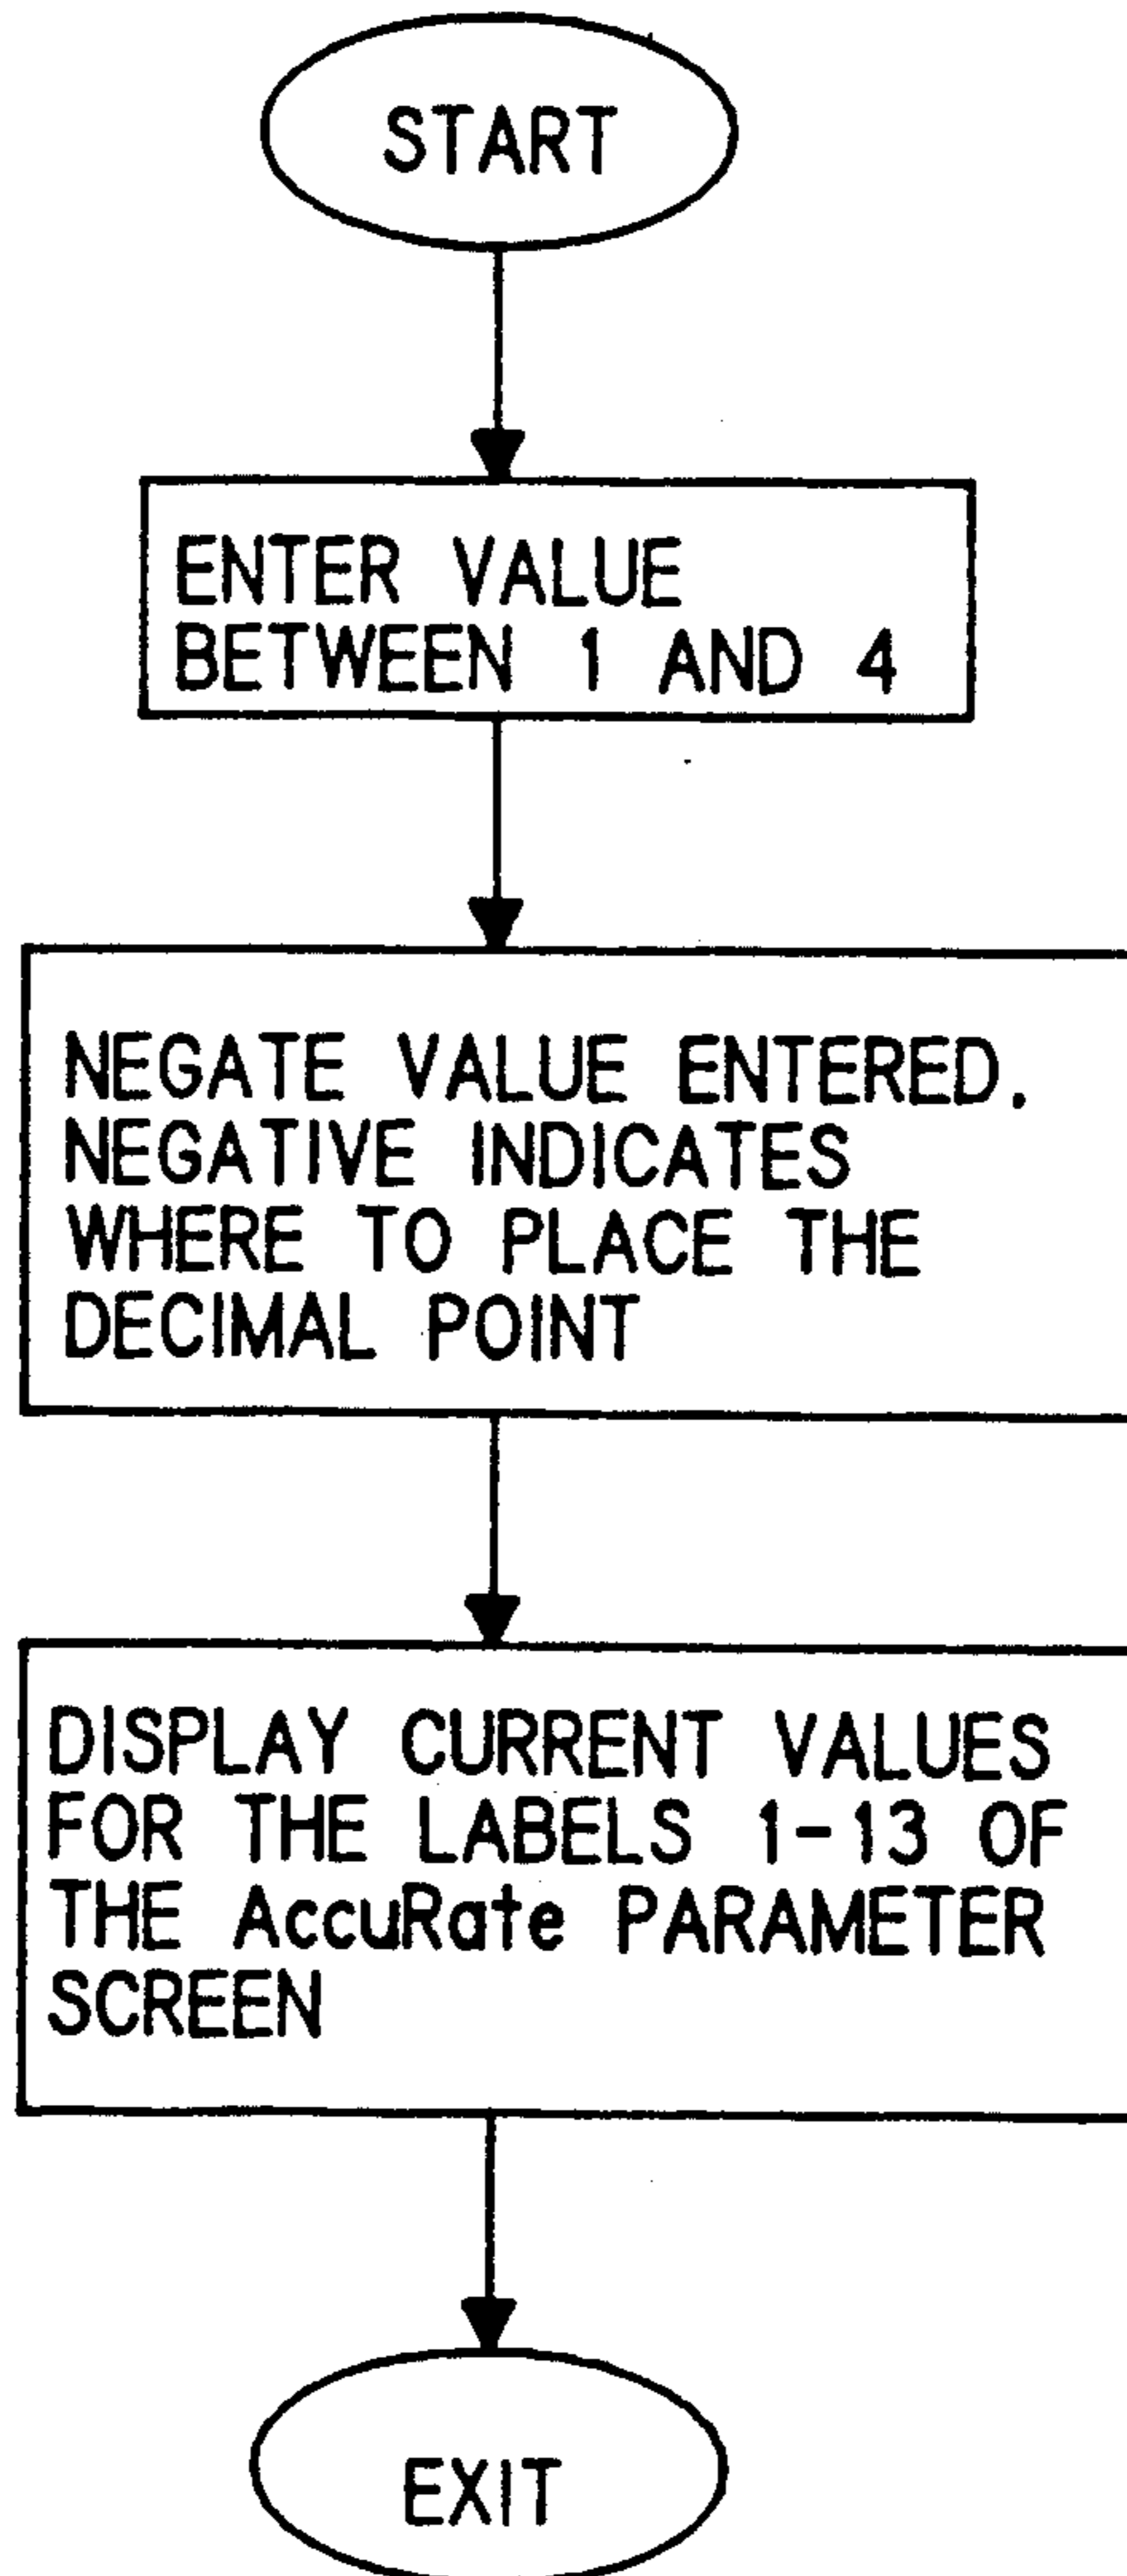 START
ENTER VALUE
BETWEEN 1 AND 4
NEGATE VALUE ENTERED.
NEGATIVE INDICATES
WHERE TO PLACE THE
DECIMAL POINT
DISPLAY CURRENT VALUES
FOR THE LABELS 1-13 OF
THE AccuRate PARAMETER
SCREEN
EXIT